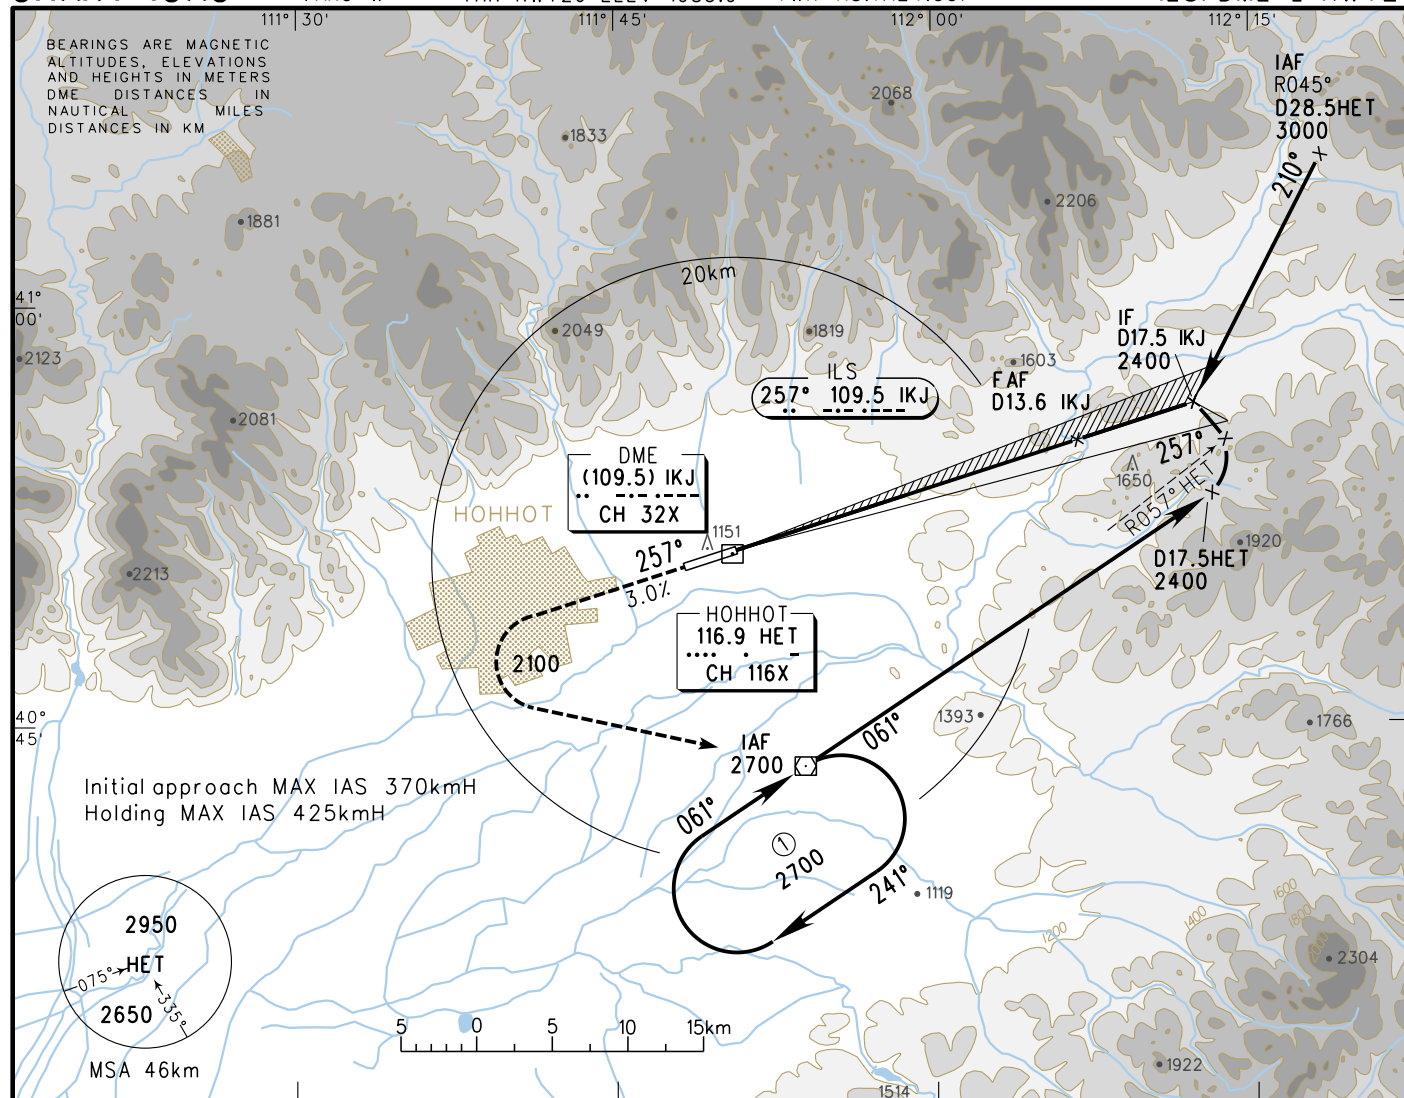 111° 30'
111° 45'
112° 00'
112° 15'
BEARINGS ARE MAGNETIC
ALTITUDES, ELEVATIONS
AND HEIGHTS IN METERS
DME DISTANCES IN
NAUTICAL MILES
DISTANCES IN KM
IAF
R045°
D28.5HET
3000
210°
2068
1833
1881
2206
20km
41°
00'
2123
2049
1819
1603
IF
D17.5 IKJ
2400
FAF
D13.6 IKJ
ILS
257° 109.5 IKJ
2081
257°
1650
R057° HET
DME
(109.5) IKJ
CH 32X
HOHHOT
1151
257°
3.0%
2213
1920
D17.5HET
2400
HOHHOT
116.9 HET
CH 116X
2100
40°
45'
1393
1766
061°
IAF
2700
Initial approach MAX IAS 370kmH
Holding MAX IAS 425kmH
061°
1
2700
241°
1119
1200
1400
1600
1800
2000
2304
2950
HET
075°
335°
2650
MSA 46km
5 0 5 10 15km
1922
1514